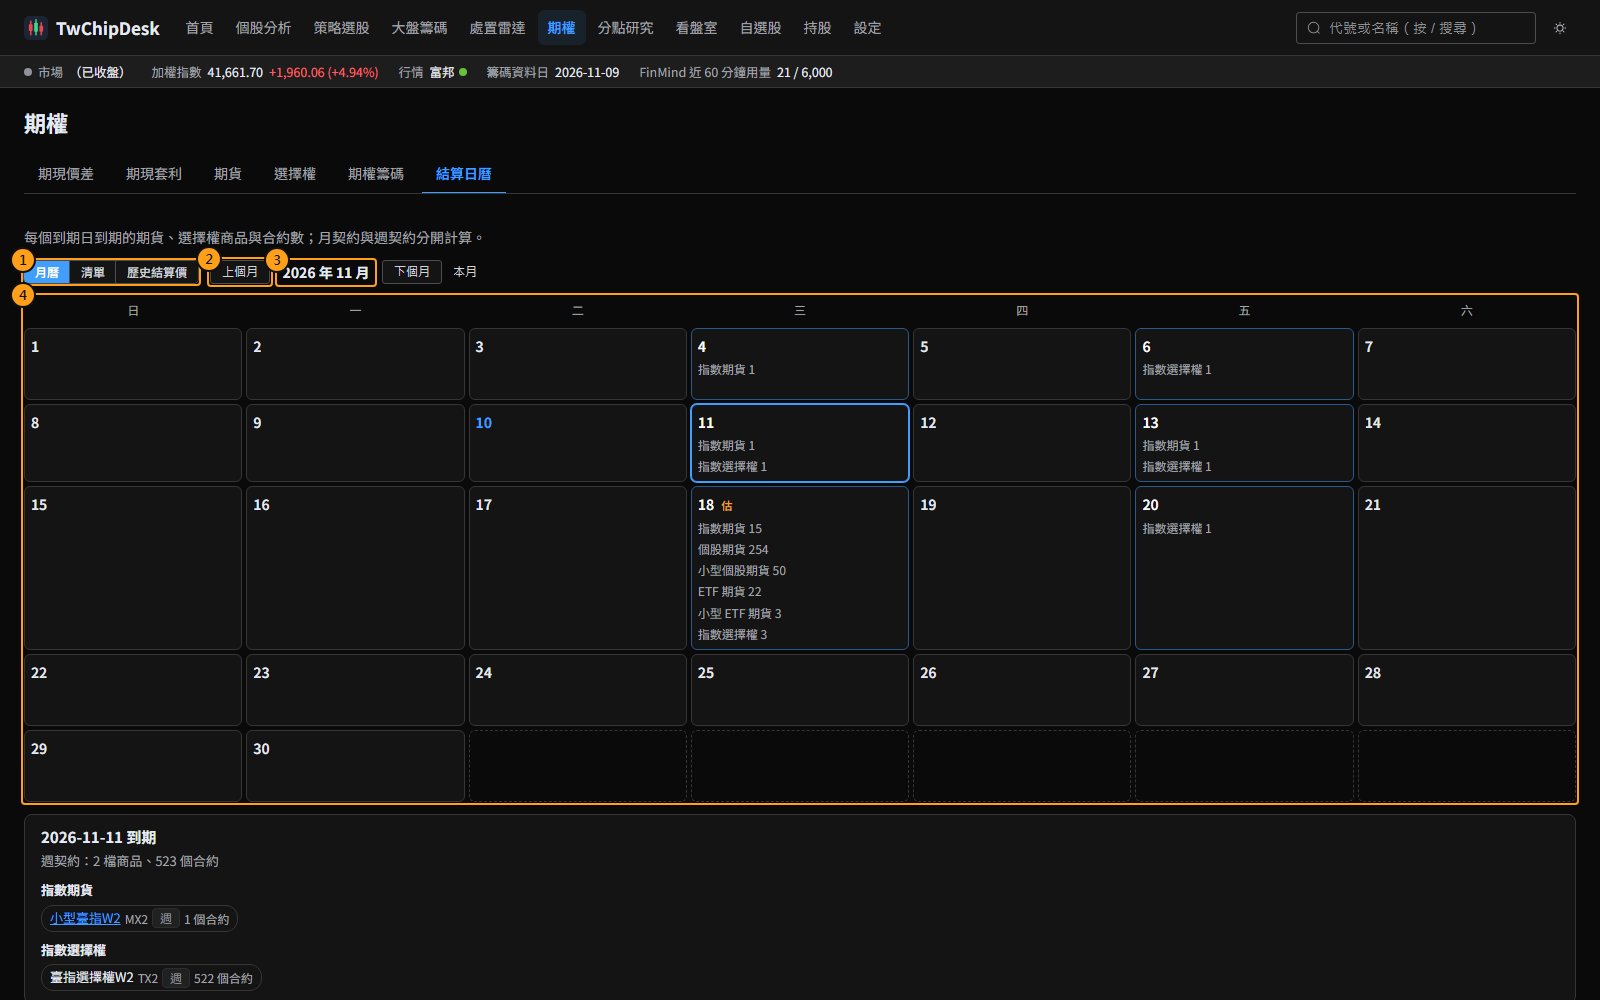 TwChipDesk 首頁 個股分析 策略選股 大盤籌碼 處置雷達 期權 分點研究 看盤室 自選股 持股 設定 代號或名稱 ( 按 / 搜尋 )
市場 (已收盤) 加權指數 41,661.70 +1,960.06 (+4.94%) 行情 富邦 籌碼資料日 2026-11-09 FinMind 近 60 分鐘用量 21 / 6,000
期權
期現價差 期現套利 期貨 選擇權 期權籌碼 結算日曆
每個到期日到期的期貨、選擇權商品與合約數；月契約與週契約分開計算。
1 2 3
月曆 清單 歷史結算價 上個月 2026 年 11 月 下個月 本月
4
日 一 二 三 四 五 六
1 2 3 4 5 6 7
指數期貨 1 指數選擇權 1
8 9 10 11 12 13 14
指數期貨 1 指數期貨 1
指數選擇權 1 指數選擇權 1
15 16 17 18 估 19 20 21
指數期貨 15 指數選擇權 1
個股期貨 254
小型個股期貨 50
ETF 期貨 22
小型 ETF 期貨 3
指數選擇權 3
22 23 24 25 26 27 28
29 30
2026-11-11 到期
週契約：2 檔商品、523 個合約
指數期貨
小型臺指W2 MX2 週 1 個合約
指數選擇權
臺指選擇權W2 TX2 週 522 個合約